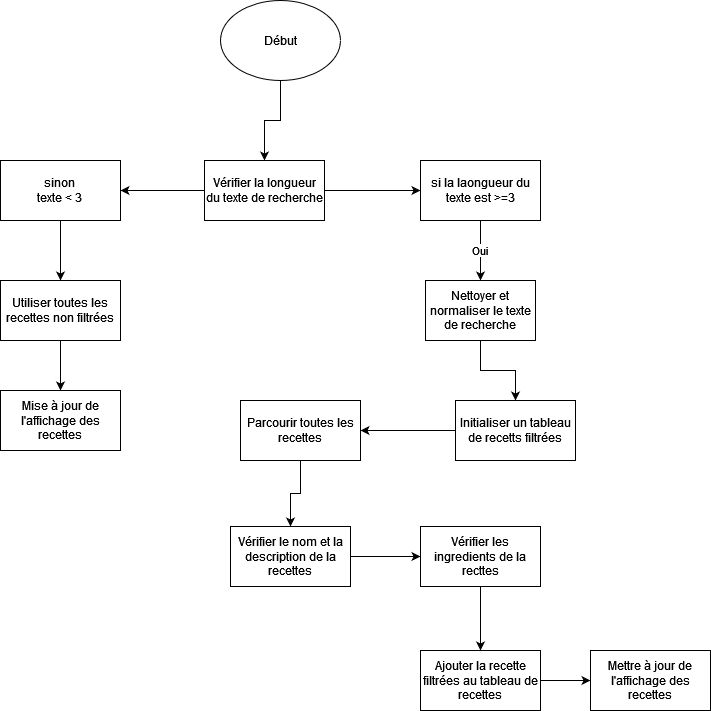 Début
sinon
texte < 3
Vérifier la longueur
du texte de recherche
si la laongueur du
texte est >=3
Oui
Utiliser toutes les
recettes non filtrées
Nettoyer et
normaliser le texte
de recherche
Mise à jour de
l'affichage des
recettes
Parcourir toutes les
recettes
Initialiser un tableau
de recetts filtrées
Vérifier le nom et la
description de la
recettes
Vérifier les
ingredients de la
recttes
Ajouter la recette
filtrées au tableau de
recettes
Mettre à jour de
l'affichage des
recettes